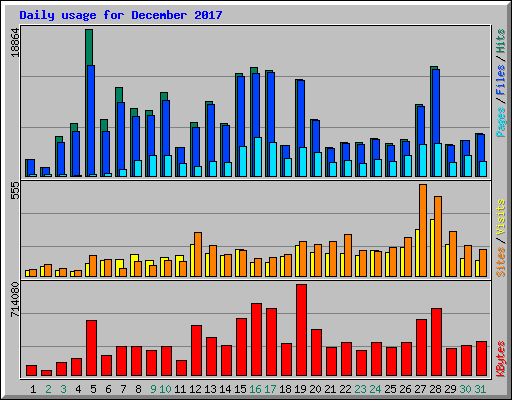 Daily usage for December 2017
18864
Pages / Files / Hits
555
Sites / Visits
714080
KBytes
1 2 3 4 5 6 7 8 9 10 11 12 13 14 15 16 17 18 19 20 21 22 23 24 25 26 27 28 29 30 31